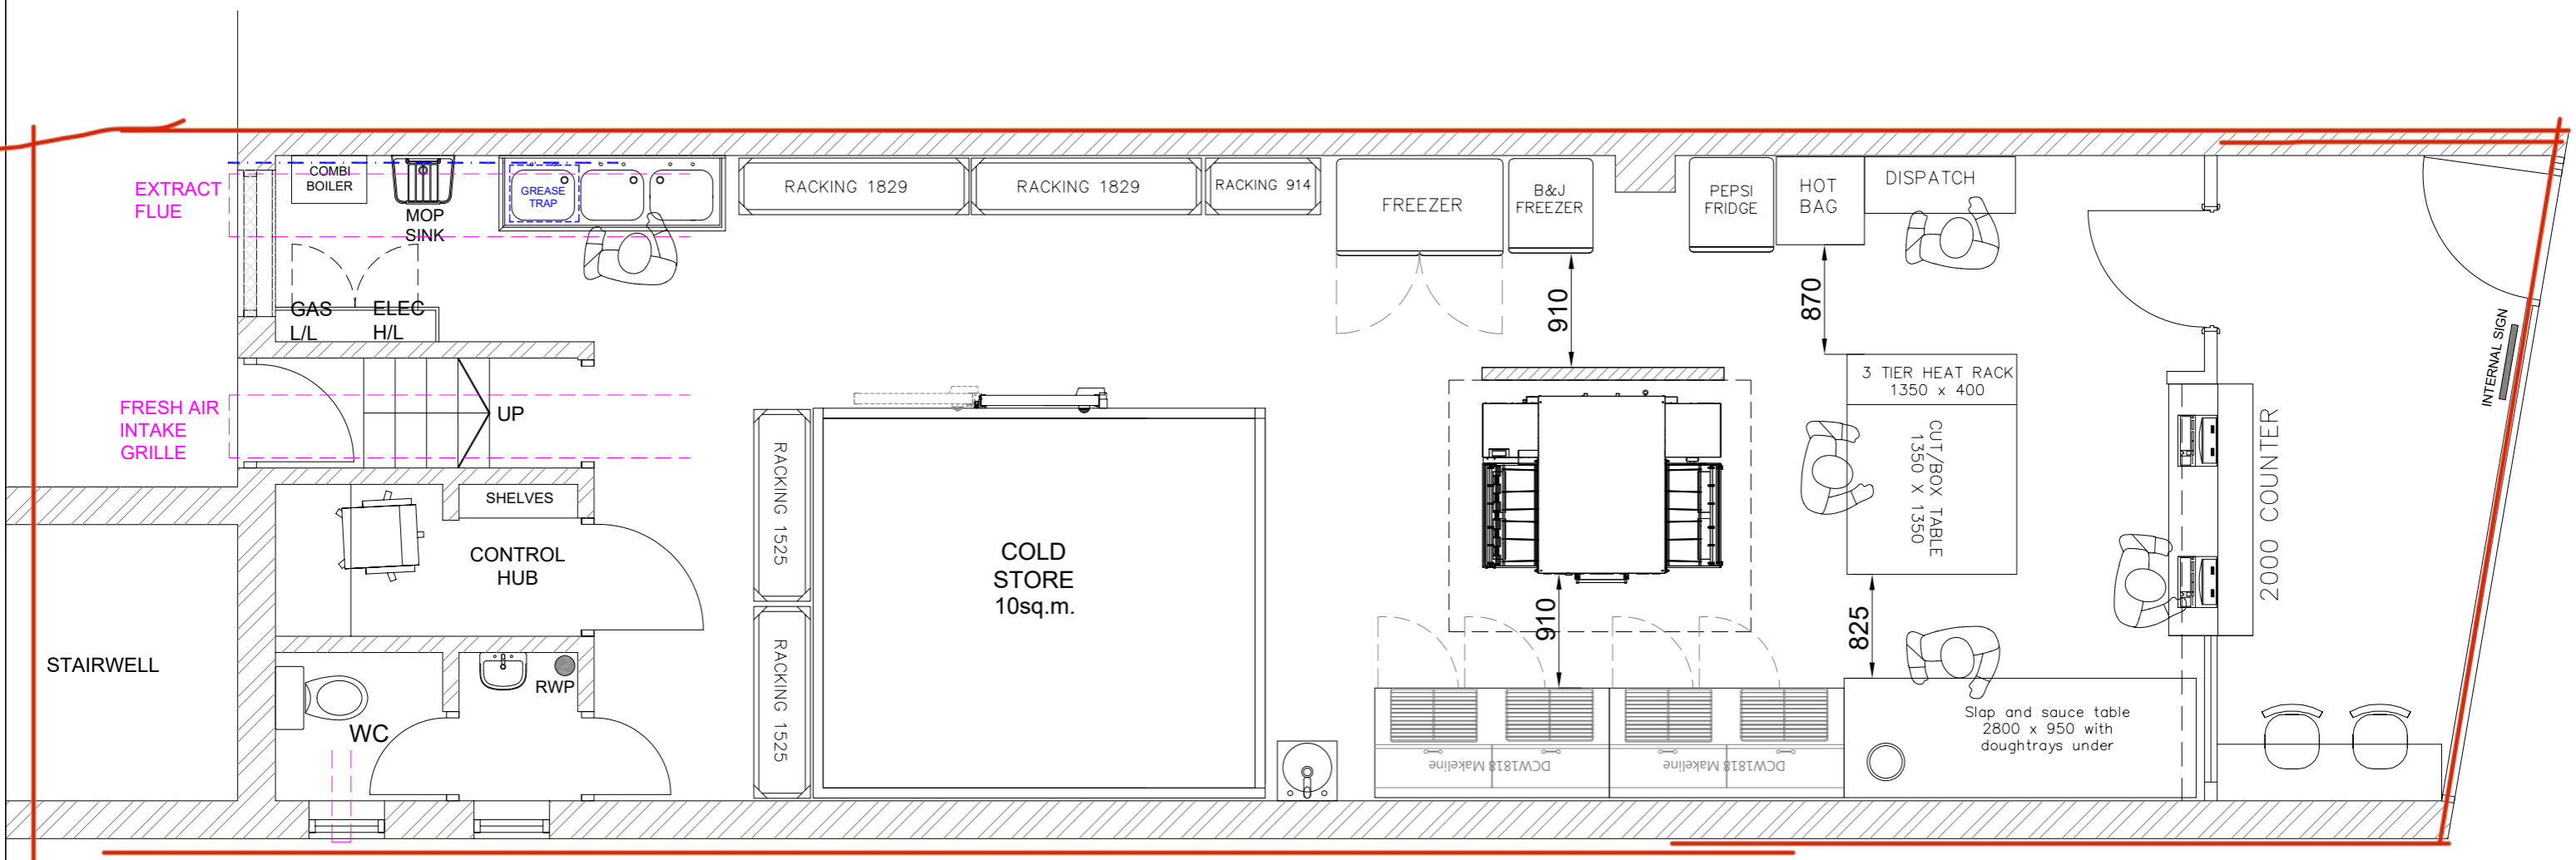 EXTRACT
FLUE
COMBI
BOILER
MOP
SINK
GREASE
TRAP
RACKING 1829
RACKING 1829
RACKING 914
FREEZER
B&J
FREEZER
PEPSI
FRIDGE
HOT
BAG
DISPATCH
GAS
L/L
ELEC
H/L
910
870
INTERNAL SIGN
3 TIER HEAT RACK
1350 x 400
CUT/BOX TABLE
1350 X 1350
FRESH AIR
INTAKE
GRILLE
UP
SHELVES
CONTROL
HUB
RACKING 1525
COLD
STORE
10sq.m.
2000 COUNTER
910
825
STAIRWELL
RWP
WC
RACKING 1525
DCW1818 Makeline
DCW1818 Makeline
Slap and sauce table
2800 x 950 with
doughtrays under